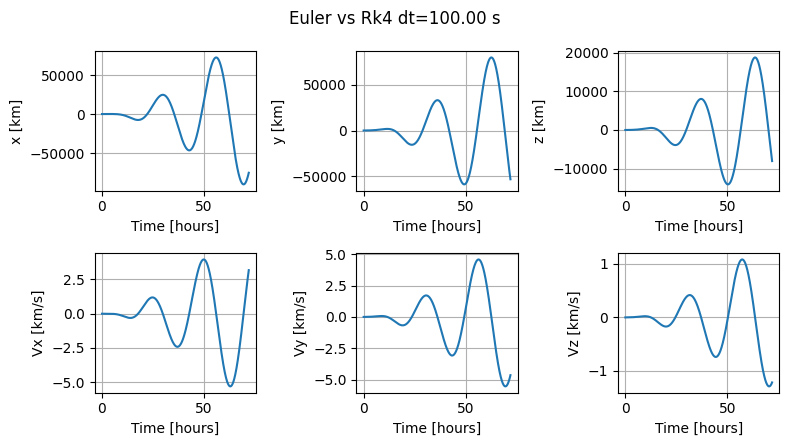 Euler vs Rk4 dt=100.00 s
x [km]
50000
0
−50000
0
50
Time [hours]
y [km]
50000
0
−50000
0
50
Time [hours]
z [km]
20000
10000
0
−10000
0
50
Time [hours]
Vx [km/s]
2.5
0.0
−2.5
−5.0
0
50
Time [hours]
Vy [km/s]
5.0
2.5
0.0
−2.5
−5.0
0
50
Time [hours]
Vz [km/s]
1
0
−1
0
50
Time [hours]